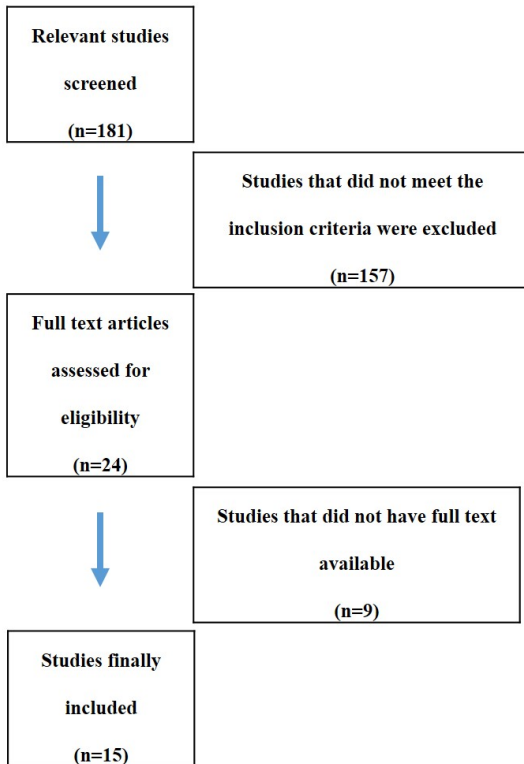 Relevant studies
screened
(n=181)
Studies that did not meet the
inclusion criteria were excluded
(n=157)
Full text articles
assessed for
eligibility
(n=24)
Studies that did not have full text
available
(n=9)
Studies finally
included
(n=15)